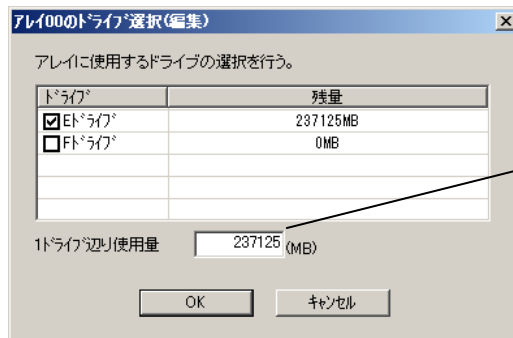 ｱﾚｲ00のﾄﾞﾗｲﾌﾞ選択(編集)
アレイに使用するドライブの選択を行う。
ﾄﾞﾗｲﾌﾞ 残量
Eﾄﾞﾗｲﾌﾞ 237125MB
Fﾄﾞﾗｲﾌﾞ 0MB
1ﾄﾞﾗｲﾌﾞ辺り使用量 237125 (MB)
OK ｷｬﾝｾﾙ